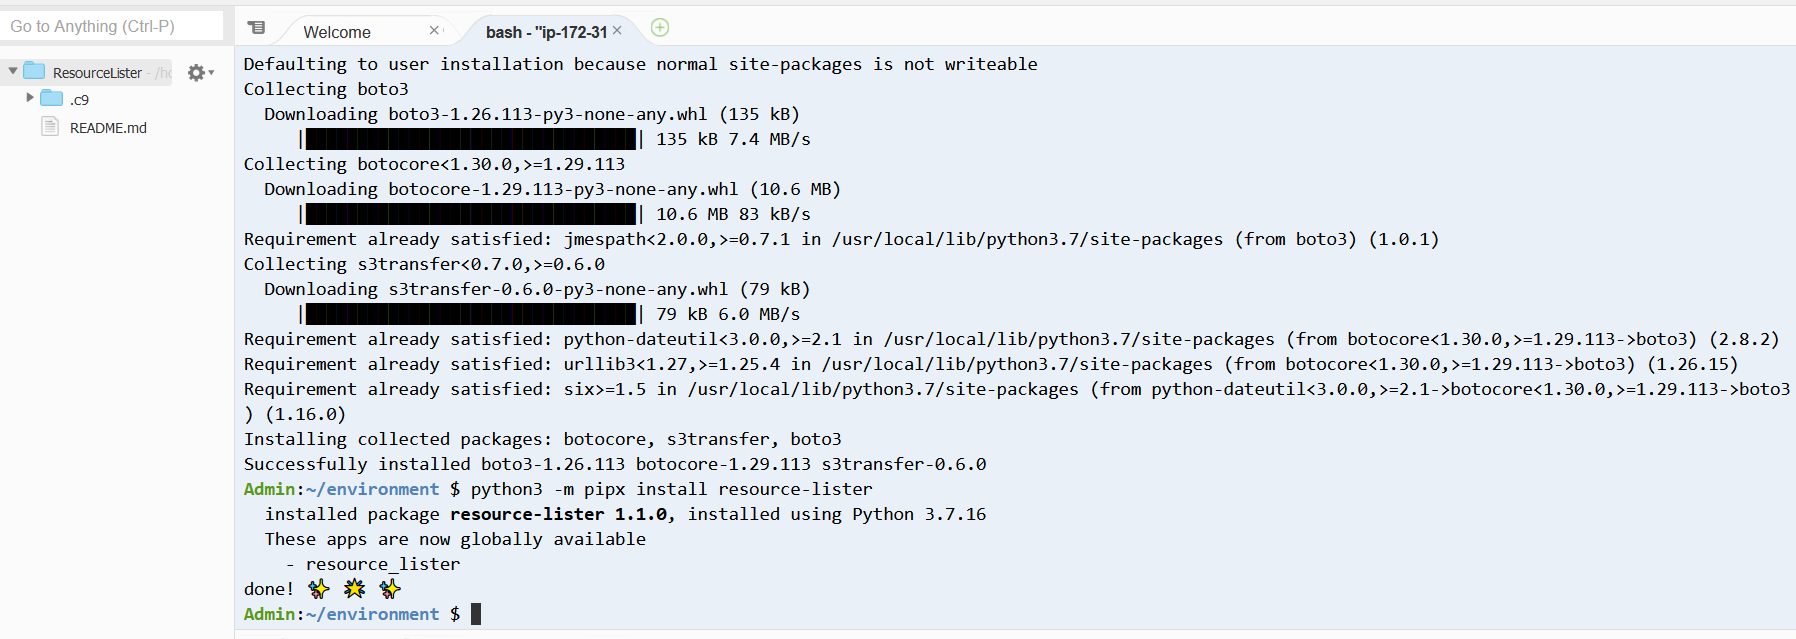 Go to Anything (Ctrl-P)
Welcome
bash - "ip-172-31
ResourceLister - /ho
.c9
README.md
Defaulting to user installation because normal site-packages is not writeable
Collecting boto3
Downloading boto3-1.26.113-py3-none-any.whl (135 kB)
| | 135 kB 7.4 MB/s
Collecting botocore<1.30.0,>=1.29.113
Downloading botocore-1.29.113-py3-none-any.whl (10.6 MB)
| | 10.6 MB 83 kB/s
Requirement already satisfied: jmespath<2.0.0,>=0.7.1 in /usr/local/lib/python3.7/site-packages (from boto3) (1.0.1)
Collecting s3transfer<0.7.0,>=0.6.0
Downloading s3transfer-0.6.0-py3-none-any.whl (79 kB)
| | 79 kB 6.0 MB/s
Requirement already satisfied: python-dateutil<3.0.0,>=2.1 in /usr/local/lib/python3.7/site-packages (from botocore<1.30.0,>=1.29.113->boto3) (2.8.2)
Requirement already satisfied: urllib3<1.27,>=1.25.4 in /usr/local/lib/python3.7/site-packages (from botocore<1.30.0,>=1.29.113->boto3) (1.26.15)
Requirement already satisfied: six>=1.5 in /usr/local/lib/python3.7/site-packages (from python-dateutil<3.0.0,>=2.1->botocore<1.30.0,>=1.29.113->boto3
) (1.16.0)
Installing collected packages: botocore, s3transfer, boto3
Successfully installed boto3-1.26.113 botocore-1.29.113 s3transfer-0.6.0
Admin:~/environment $ python3 -m pipx install resource-lister
installed package resource-lister 1.1.0, installed using Python 3.7.16
These apps are now globally available
- resource_lister
done! ✨ 🌟 ✨
Admin:~/environment $